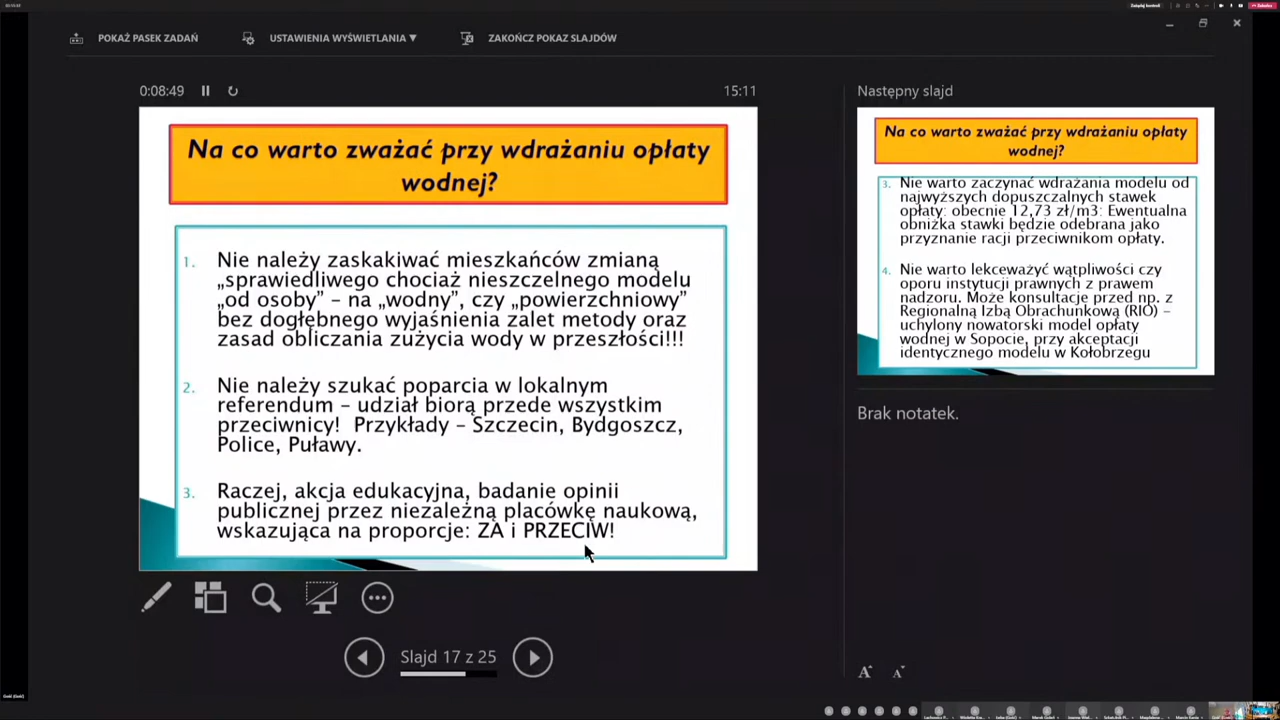 Zarządzaj kontrolą
POKAŻ PASEK ZADAŃ
USTAWIENIA WYŚWIETLANIA ▼
ZAKOŃCZ POKAZ SLAJDÓW
0:08:49
15:11
Na co warto zważać przy wdrażaniu opłaty
wodnej?
1. Nie należy zaskakiwać mieszkańców zmianą
„sprawiedliwego chociaż nieszczelnego modelu
„od osoby” – na „wodny”, czy „powierzchniowy”
bez dogłębnego wyjaśnienia zalet metody oraz
zasad obliczania zużycia wody w przeszłości!!!
2. Nie należy szukać poparcia w lokalnym
referendum – udział biorą przede wszystkim
przeciwnicy! Przykłady – Szczecin, Bydgoszcz,
Police, Puławy.
3. Raczej, akcja edukacyjna, badanie opinii
publicznej przez niezależną placówkę naukową,
wskazująca na proporcje: ZA i PRZECIW!
Slajd 17 z 25
Następny slajd
Na co warto zważać przy wdrażaniu opłaty
wodnej?
3. Nie warto zaczynać wdrażania modelu od
najwyższych dopuszczalnych stawek
opłaty: obecnie 12,73 zł/m3: Ewentualna
obniżka stawki będzie odebrana jako
przyznanie racji przeciwnikom opłaty.
4. Nie warto lekceważyć wątpliwości czy
oporu instytucji prawnych z prawem
nadzoru. Może konsultacje przed np. z
Regionalną Izbą Obrachunkową (RIO) –
uchylony nowatorski model opłaty
wodnej w Sopocie, przy akceptacji
identycznego modelu w Kołobrzegu
Brak notatek.
A A